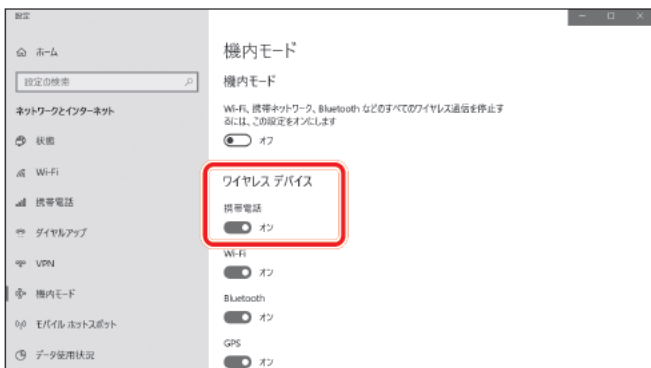 設定
ホーム
設定の検索
ネットワークとインターネット
状態
Wi-Fi
携帯電話
ダイヤルアップ
VPN
機内モード
モバイル ホットスポット
データ使用状況
機内モード
機内モード
Wi-Fi、携帯ネットワーク、Bluetooth などのすべてのワイヤレス通信を停止す
るには、この設定をオンにします
オフ
ワイヤレス デバイス
携帯電話
オン
Wi-Fi
オン
Bluetooth
オン
GPS
オン